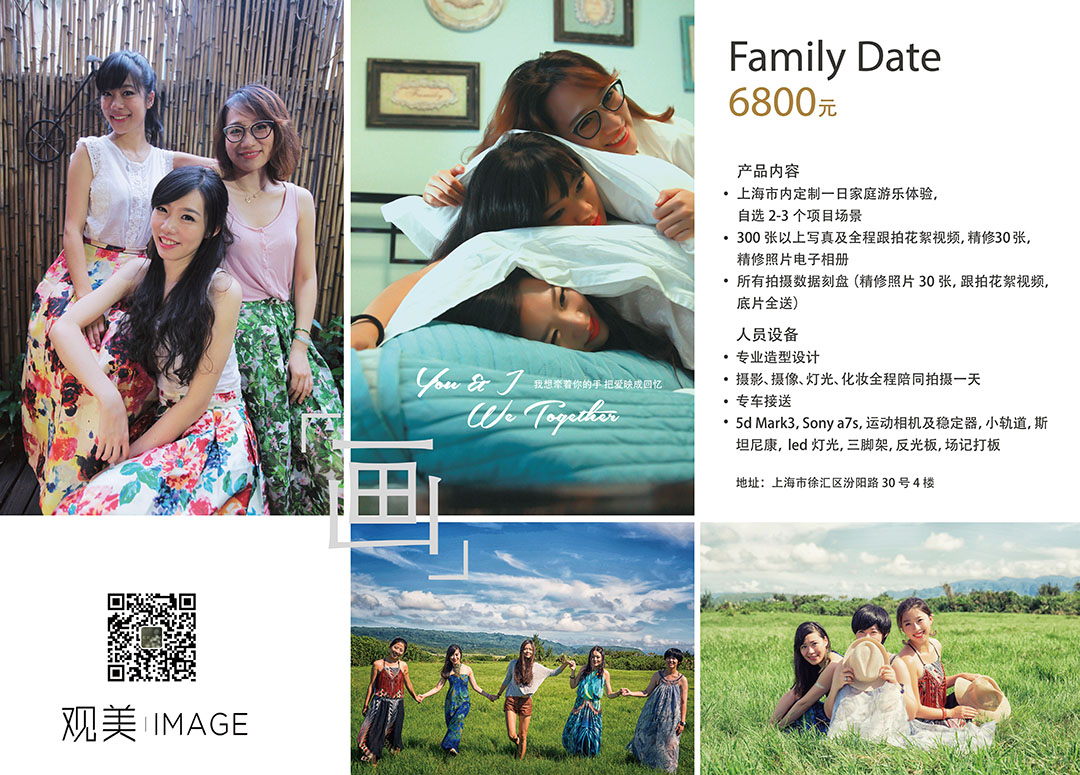 Family Date
6800元
产品内容
• 上海市内定制一日家庭游乐体验,
自选 2-3 个项目场景
• 300 张以上写真及全程跟拍花絮视频, 精修30张,
精修照片电子相册
• 所有拍摄数据刻盘 (精修照片 30 张, 跟拍花絮视频,
底片全送)
人员设备
• 专业造型设计
• 摄影、摄像、灯光、化妆全程陪同拍摄一天
• 专车接送
• 5d Mark3, Sony a7s, 运动相机及稳定器, 小轨道, 斯
坦尼康, led 灯光, 三脚架, 反光板, 场记打板
地址: 上海市徐汇区汾阳路 30 号 4 楼
You & I 我想牵着你的手 把爱映成回忆
We Together
「画」
观美 | IMAGE